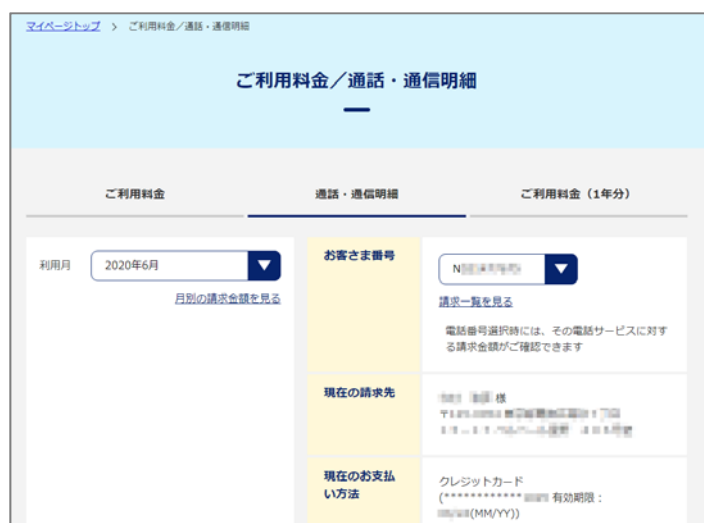 マイページトップ > ご利用料金／通話・通信明細
ご利用料金／通話・通信明細
ご利用料金
通話・通信明細
ご利用料金（1年分）
利用月
2020年6月
月別の請求金額を見る
お客さま番号
N
請求一覧を見る
電話番号選択時には、その電話サービスに対す
る請求金額がご確認できます
現在の請求先
様
〒
現在のお支払
い方法
クレジットカード
(************ 有効期限：
(MM/YY))